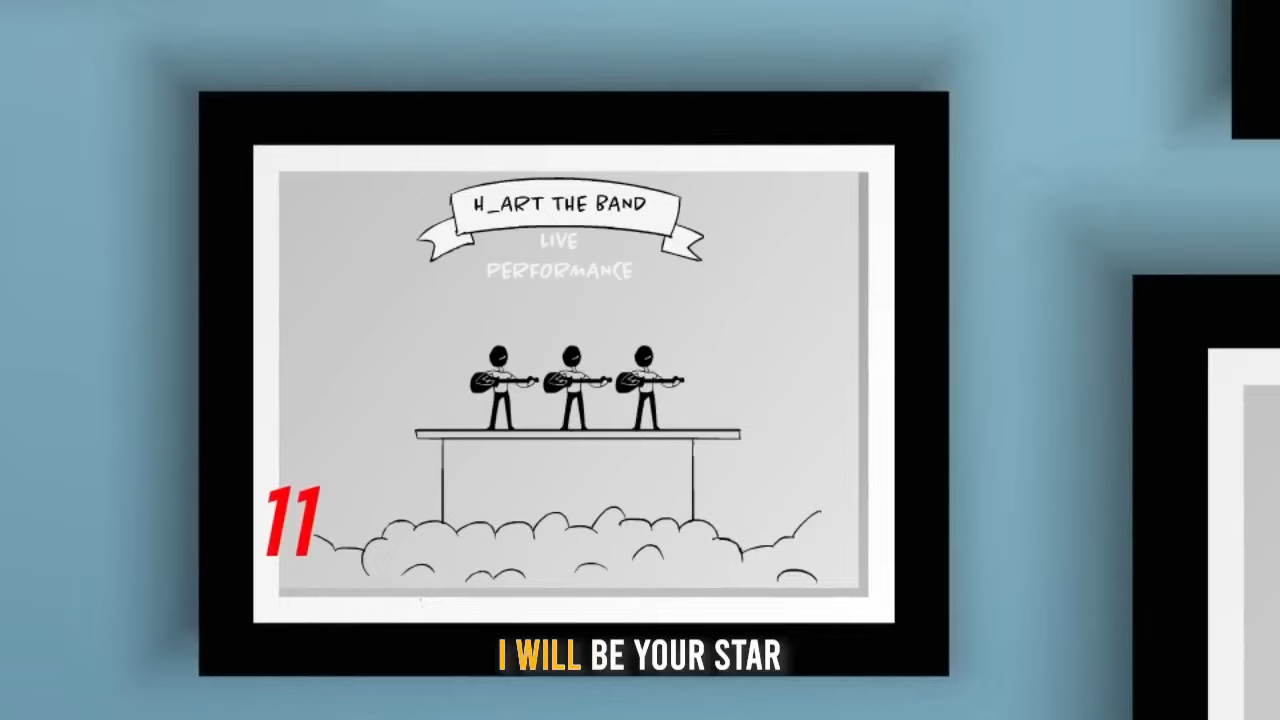 H_ART THE BAND
LIVE
PERFORMANCE
11
I WILL BE YOUR STAR